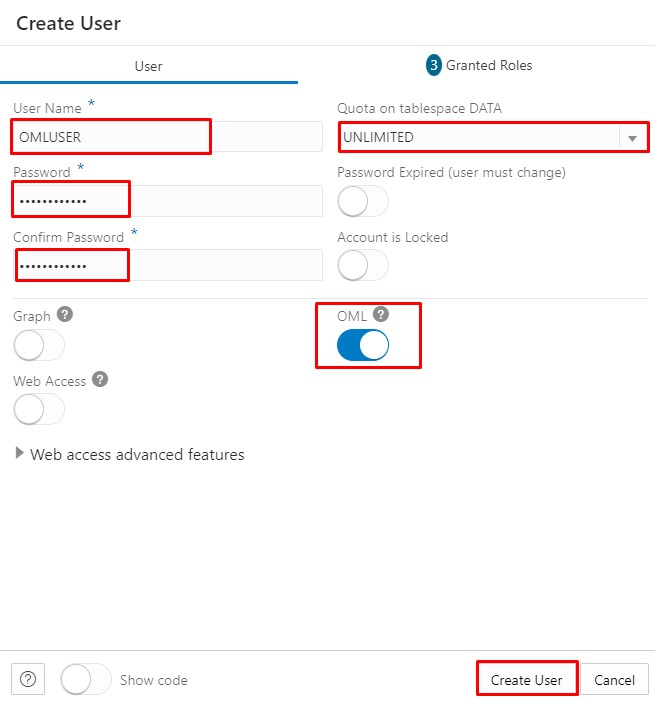 Create User
User
3 Granted Roles
User Name *
Quota on tablespace DATA
OMLUSER
UNLIMITED
Password *
Password Expired (user must change)
••••••••••••
Confirm Password *
Account is Locked
••••••••••••
Graph ?
OML ?
Web Access ?
Web access advanced features
? Show code
Create User
Cancel